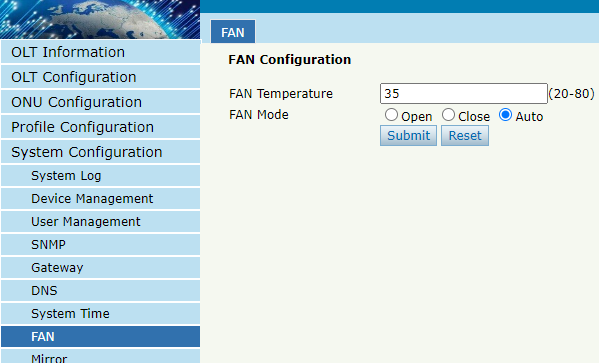 OLT Information
OLT Configuration
ONU Configuration
Profile Configuration
System Configuration
System Log
Device Management
User Management
SNMP
Gateway
DNS
System Time
FAN
Mirror
FAN
FAN Configuration
FAN Temperature 35 (20-80)
FAN Mode Open Close Auto
Submit Reset